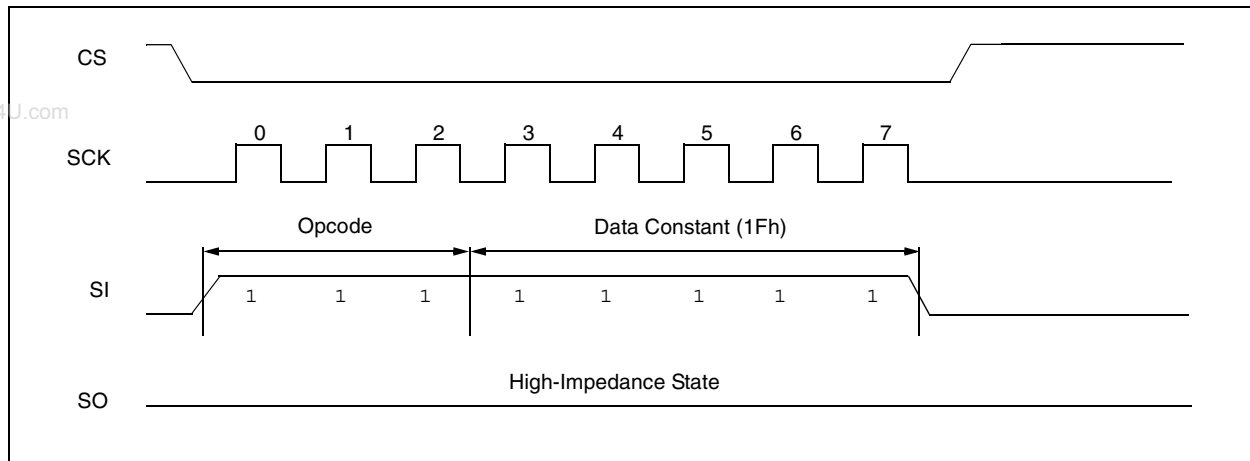 CS
4U.com
0 1 2 3 4 5 6 7
SCK
Opcode Data Constant (1Fh)
SI
1 1 1 1 1 1 1 1
High-Impedance State
SO